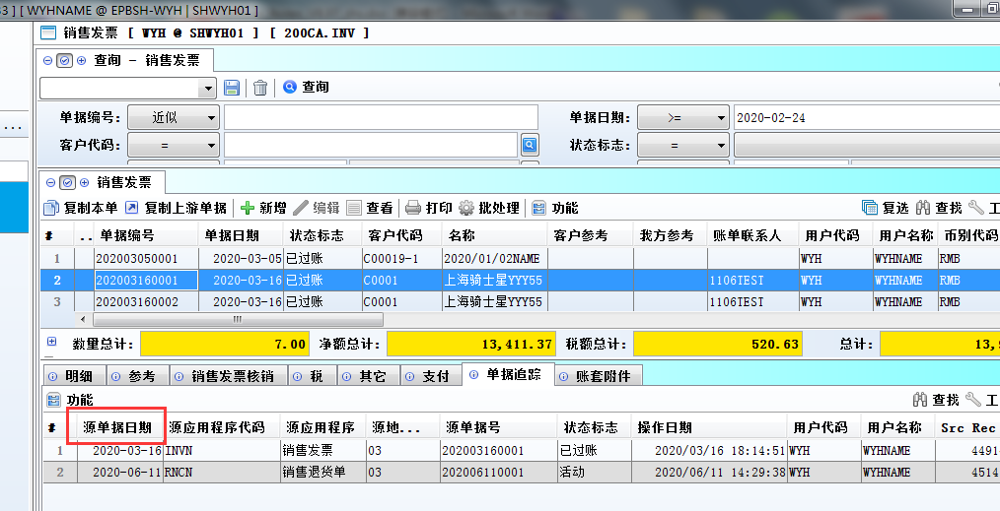 3 ] [ WYHNAME @ EPBSH-WYH | SHWYH01 ]
销售发票 [ WYH @ SHWYH01 ] [ 200CA.INV ]
查询 - 销售发票
查询
单据编号: 近似 单据日期: >= 2020-02-24
客户代码: = 状态标志: =
...
销售发票
复制本单 复制上游单据 新增 编辑 查看 打印 批处理 功能 复选 查找 工
# .. 单据编号 单据日期 状态标志 客户代码 名称 客户参考 我方参考 账单联系人 用户代码 用户名称 币别代码
1 202003050001 2020-03-05 已过账 C00019-1 2020/01/02NAME WYH WYHNAME RMB
2 202003160001 2020-03-16 已过账 C0001 上海骑士星YYY55 1106TEST WYH WYHNAME RMB
3 202003160002 2020-03-16 已过账 C0001 上海骑士星YYY55 1106TEST WYH WYHNAME RMB
数量总计: 7.00 净额总计: 13,411.37 税额总计: 520.63 总计: 13,
明细 参考 销售发票核销 税 其它 支付 单据追踪 账套附件
功能 查找 工
# 源单据日期 源应用程序代码 源应用程序 源地... 源单据号 状态标志 操作日期 用户代码 用户名称 Src Rec
1 2020-03-16 INVN 销售发票 03 202003160001 已过账 2020/03/16 18:14:51 WYH WYHNAME 4491
2 2020-06-11 RNCN 销售退货单 03 202006110001 活动 2020/06/11 14:29:38 WYH WYHNAME 4514